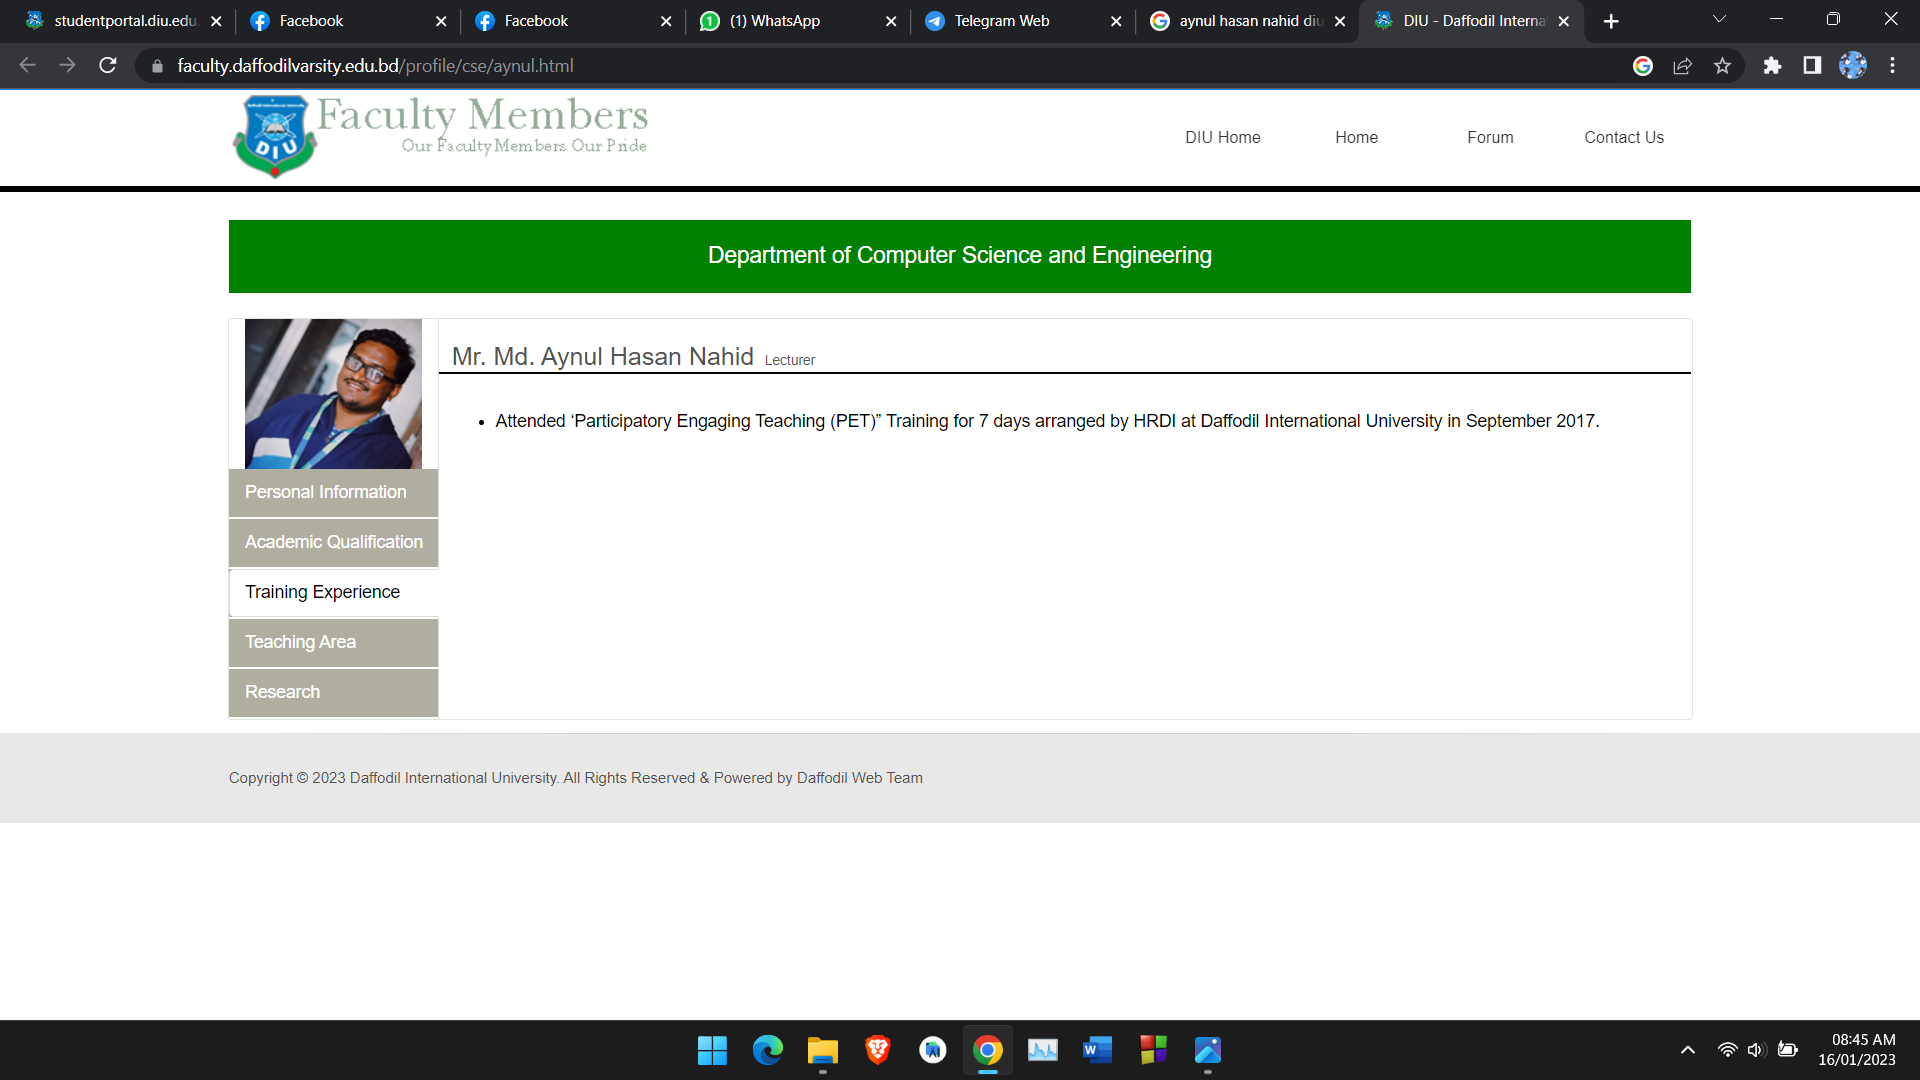 studentportal.diu.edu.
Facebook
Facebook
(1) WhatsApp
Telegram Web
aynul hasan nahid diu
DIU - Daffodil Interna
faculty.daffodilvarsity.edu.bd/profile/cse/aynul.html
DIU
Faculty Members
Our Faculty Members Our Pride
DIU Home
Home
Forum
Contact Us
Department of Computer Science and Engineering
Mr. Md. Aynul Hasan Nahid Lecturer
• Attended ‘Participatory Engaging Teaching (PET)” Training for 7 days arranged by HRDI at Daffodil International University in September 2017.
Personal Information
Academic Qualification
Training Experience
Teaching Area
Research
Copyright © 2023 Daffodil International University. All Rights Reserved & Powered by Daffodil Web Team
08:45 AM
16/01/2023